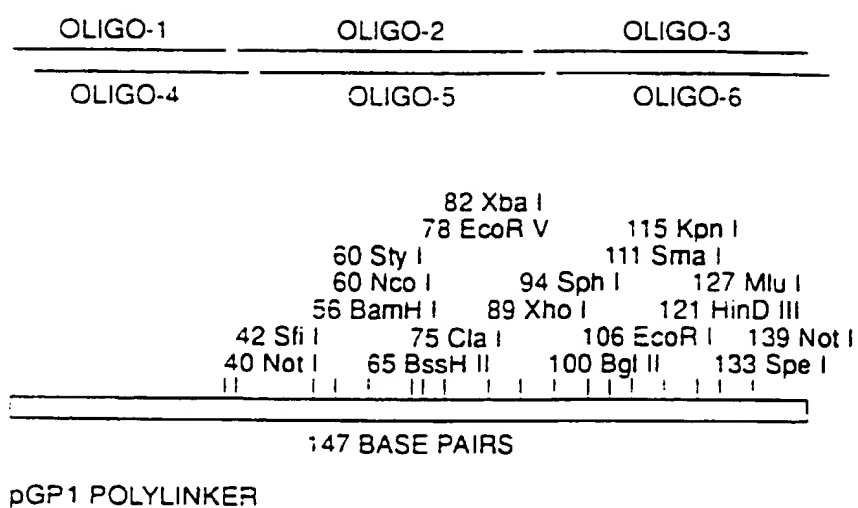 OLIGO-1 OLIGO-2 OLIGO-3
OLIGO-4 OLIGO-5 OLIGO-6
82 Xba I
78 EcoR V 115 Kpn I
60 Sty I 111 Sma I
60 Nco I 94 Sph I 127 Mlu I
56 BamH I 89 Xho I 121 HinD III
42 Sfi I 75 Cla I 106 EcoR I 139 Not I
40 Not I 65 BssH II 100 Bgl II 133 Spe I
147 BASE PAIRS
pGP1 POLYLINKER